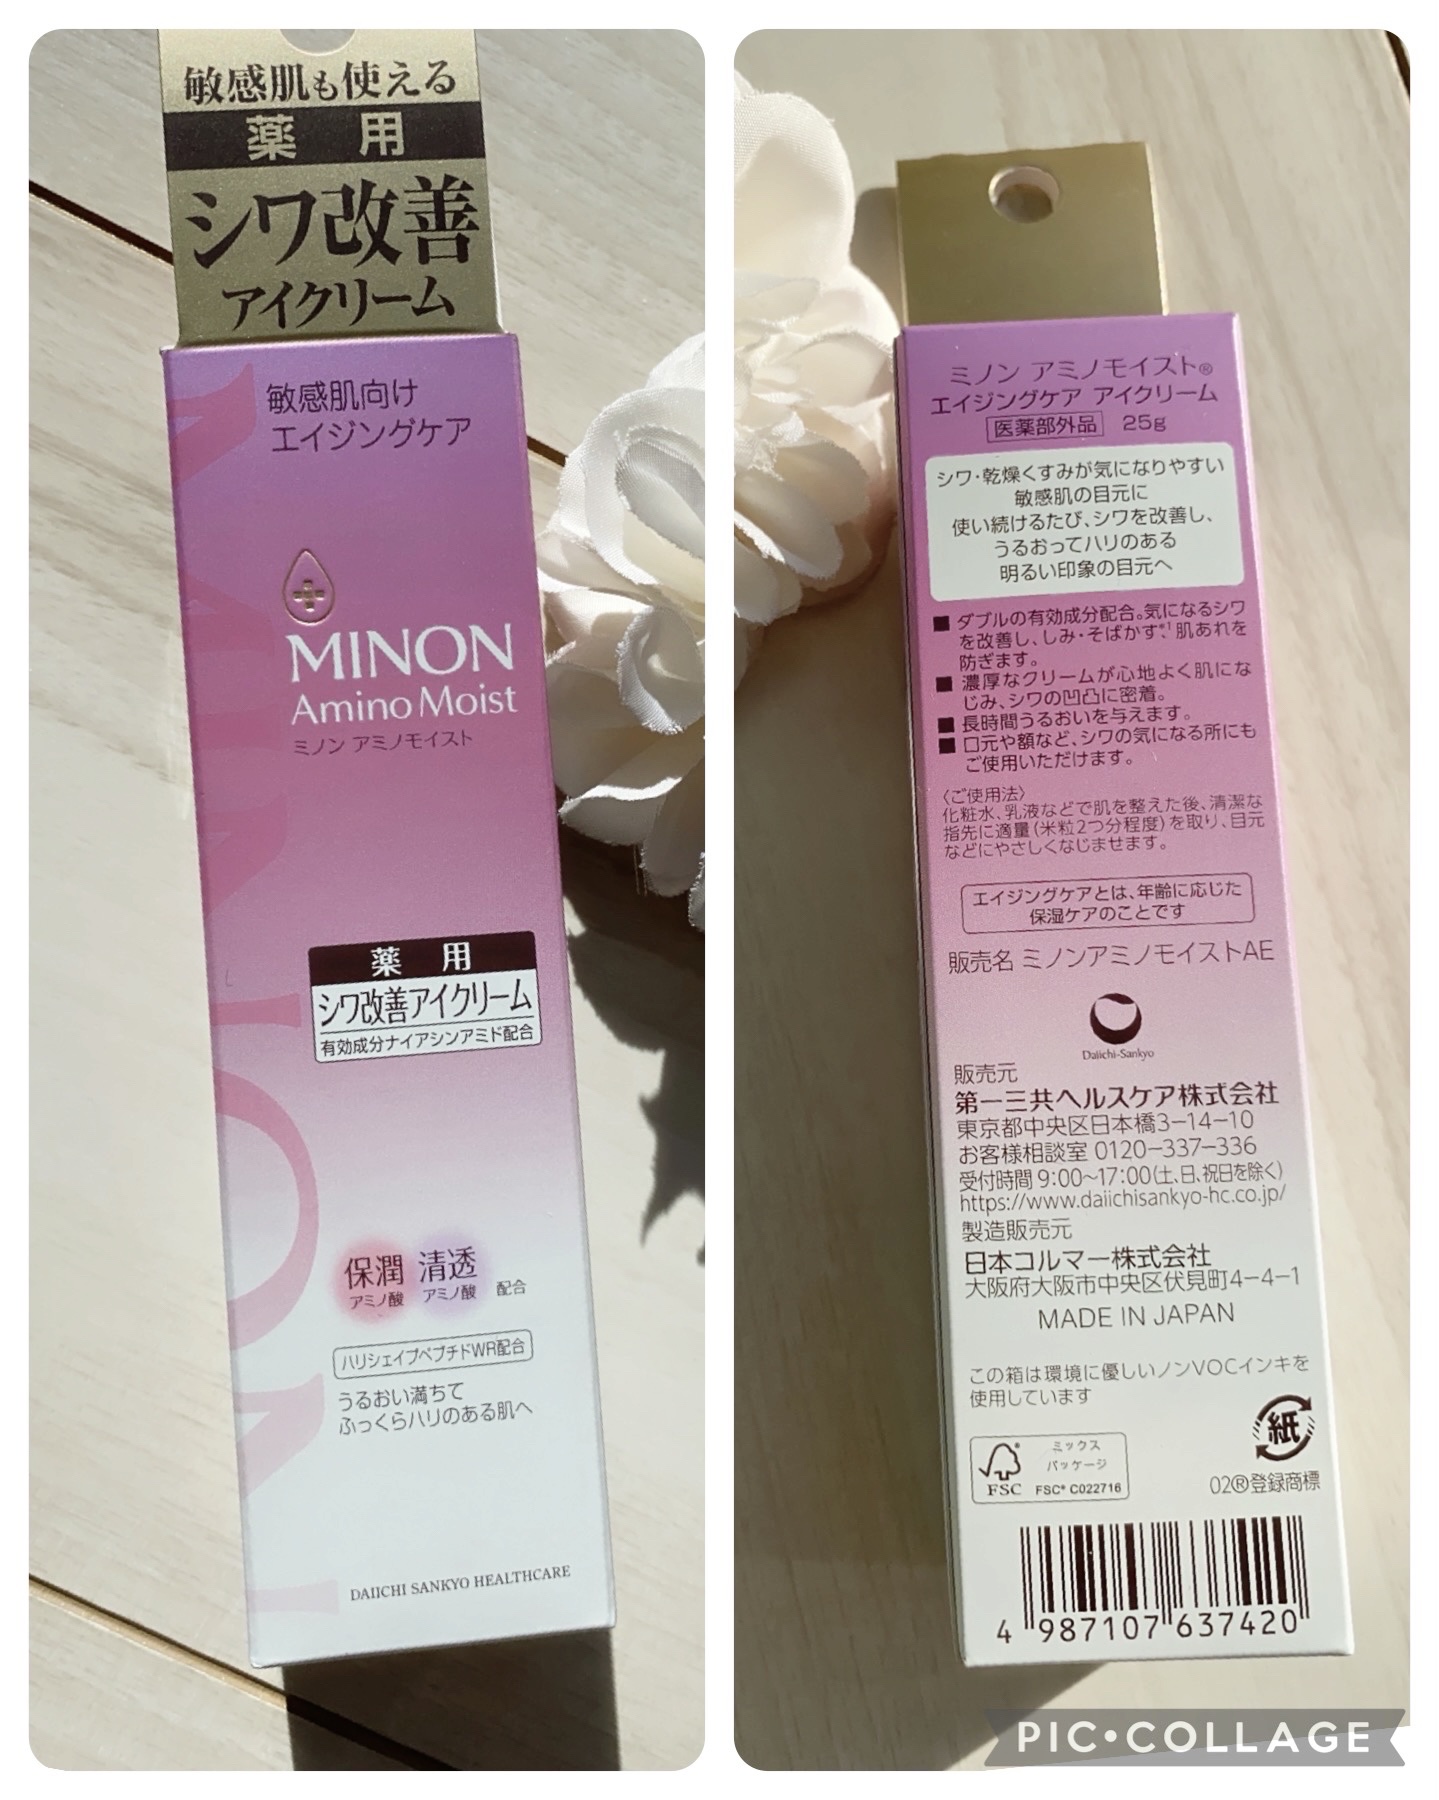 敏感肌も使える
薬用
シワ改善
アイクリーム
敏感肌向け
エイジングケア
MINON
Amino Moist
ミノン アミノモイスト
薬用
シワ改善アイクリーム
有効成分ナイアシンアミド配合
保潤 清透
アミノ酸 アミノ酸 配合
ハリシェイプペプチドWR配合
うるおい満ちて
ふっくらハリのある肌へ
DAIICHI SANKYO HEALTHCARE
ミノン アミノモイスト®
エイジングケア アイクリーム
医薬部外品 25g
シワ・乾燥くすみが気になりやすい
敏感肌の目元に
使い続けるたび、シワを改善し、
うるおってハリのある
明るい印象の目元へ
■ダブルの有効成分配合。気になるシワ
を改善し、しみ・そばかす*1、肌あれを
防ぎます。
■濃厚なクリームが心地よく肌にな
じみ、シワの凹凸に密着。
■長時間うるおいを与えます。
■口元や額など、シワの気になる所にも
ご使用いただけます。
〈ご使用法〉
化粧水、乳液などで肌を整えた後、清潔な
指先に適量(米粒2つ分程度)を取り、目元
などにやさしくなじませます。
エイジングケアとは、年齢に応じた
保湿ケアのことです
販売名 ミノンアミノモイストAE
Daiichi-Sankyo
販売元
第一三共ヘルスケア株式会社
東京都中央区日本橋3-14-10
お客様相談室 0120-337-336
受付時間 9:00~17:00(土、日、祝日を除く)
https://www.daiichisankyo-hc.co.jp/
製造販売元
日本コルマー株式会社
大阪府大阪市中央区伏見町4-4-1
MADE IN JAPAN
この箱は環境に優しいノンVOCインキを
使用しています
紙
FSC
ミックス
パッケージ
FSC® C022716
02®登録商標
4 987107 637420
PIC•COLLAGE